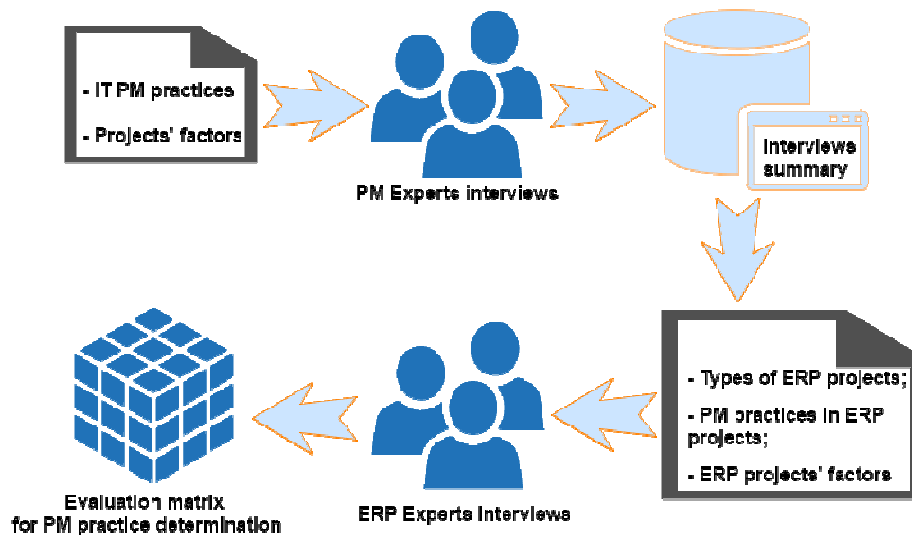 - IT PM practices
- Projects' factors
PM Experts interviews
Interviews
summary
- Types of ERP projects;
- PM practices in ERP
projects;
- ERP projects' factors
ERP Experts Interviews
Evaluation matrix
for PM practice determination